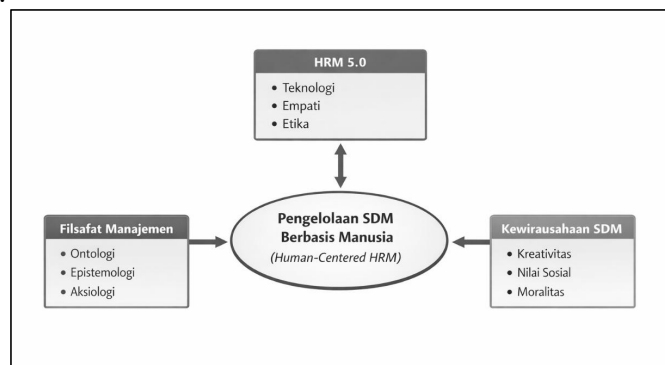 HRM 5.0
• Teknologi
• Empati
• Etika
Pengelolaan SDM
Berbasis Manusia
(Human-Centered HRM)
Filsafat Manajemen
• Ontologi
• Epistemologi
• Aksiologi
Kewirausahaan SDM
• Kreativitas
• Nilai Sosial
• Moralitas